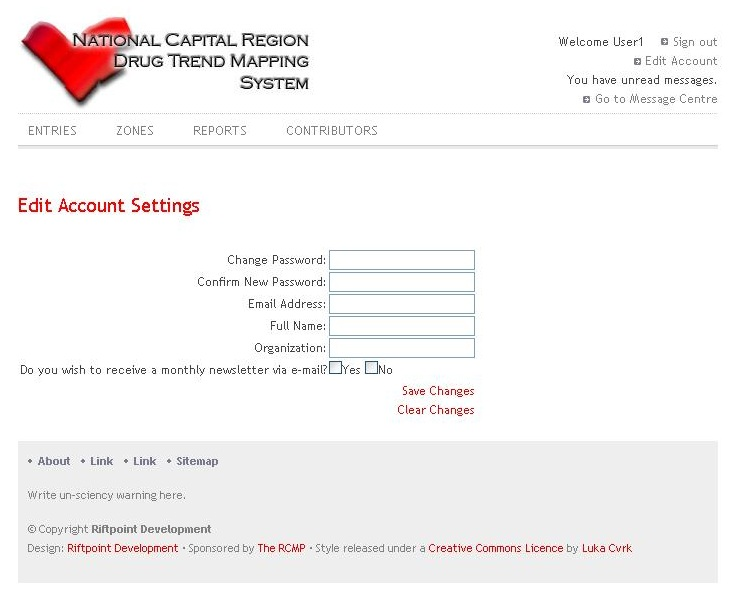 NATIONAL CAPITAL REGION
DRUG TREND MAPPING
SYSTEM
Welcome User1 Sign out
Edit Account
You have unread messages.
Go to Message Centre
ENTRIES ZONES REPORTS CONTRIBUTORS
Edit Account Settings
Change Password:
Confirm New Password:
Email Address:
Full Name:
Organization:
Do you wish to receive a monthly newsletter via e-mail? Yes No
Save Changes
Clear Changes
• About • Link • Link • Sitemap
Write un-sciency warning here.
© Copyright Riftpoint Development
Design: Riftpoint Development • Sponsored by The RCMP • Style released under a Creative Commons Licence by Luka Cvrk